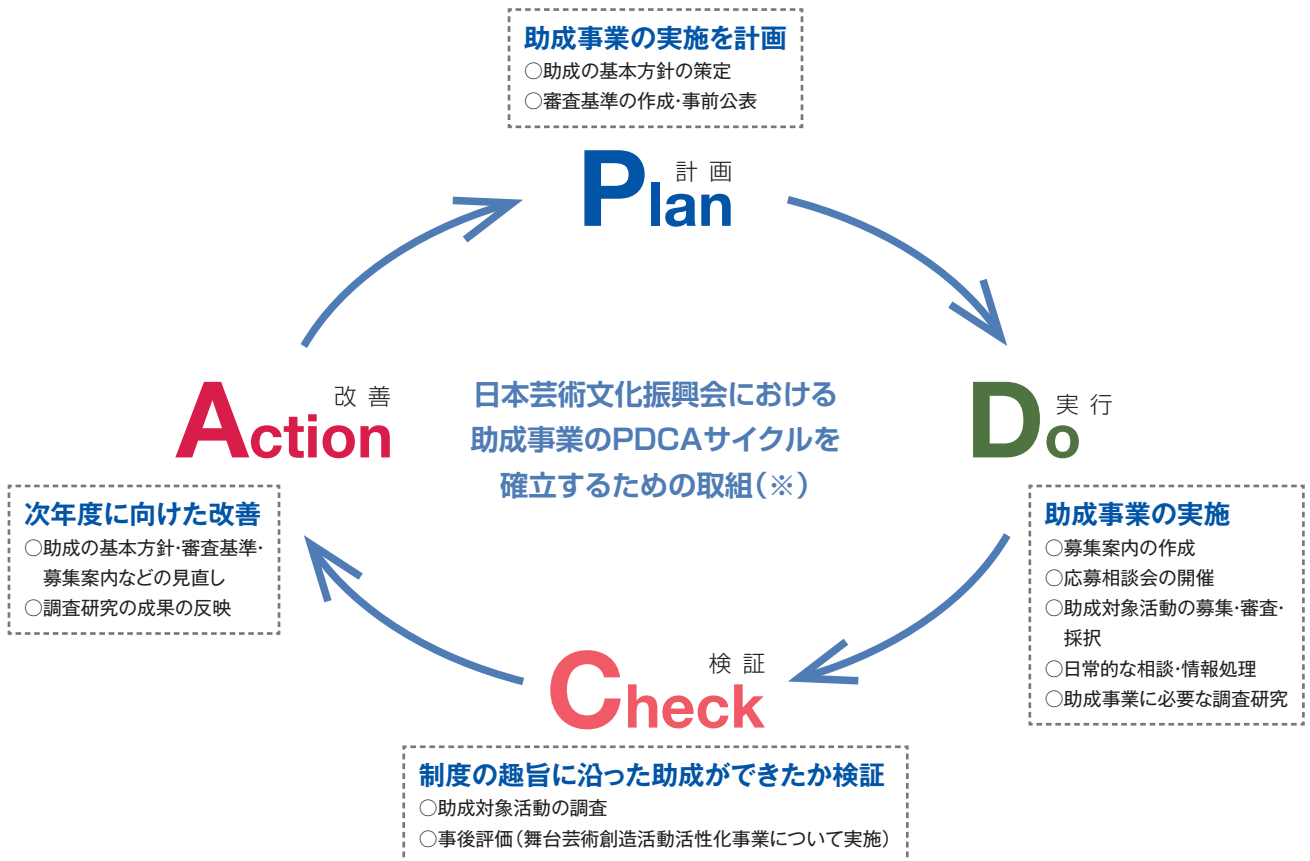 助成事業の実施を計画
○助成の基本方針の策定
○審査基準の作成・事前公表
計画
Plan
日本芸術文化振興会における
助成事業のPDCAサイクルを
確立するための取組(※)
実行
Do
助成事業の実施
○募集案内の作成
○応募相談会の開催
○助成対象活動の募集・審査・
採択
○日常的な相談・情報処理
○助成事業に必要な調査研究
検証
Check
制度の趣旨に沿った助成ができたか検証
○助成対象活動の調査
○事後評価(舞台芸術創造活動活性化事業について実施)
改善
Action
次年度に向けた改善
○助成の基本方針・審査基準・
募集案内などの見直し
○調査研究の成果の反映